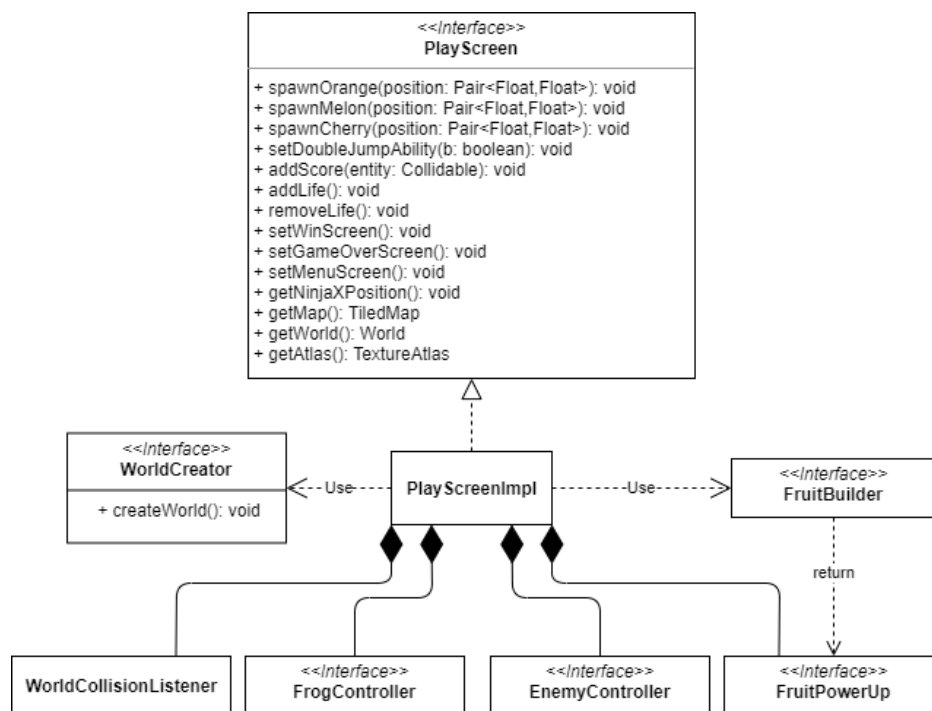 <<Interface>>
PlayScreen
+ spawnOrange(position: Pair<Float,Float>): void
+ spawnMelon(position: Pair<Float,Float>): void
+ spawnCherry(position: Pair<Float,Float>): void
+ setDoubleJumpAbility(b: boolean): void
+ addScore(entity: Collidable): void
+ addLife(): void
+ removeLife(): void
+ setWinScreen(): void
+ setGameOverScreen(): void
+ setMenuScreen(): void
+ getNinjaXPosition(): void
+ getMap(): TiledMap
+ getWorld(): World
+ getAtlas(): TextureAtlas
<<Interface>>
WorldCreator
+ createWorld(): void
Use
PlayScreenImpl
Use
<<Interface>>
FruitBuilder
return
WorldCollisionListener
<<Interface>>
FrogController
<<Interface>>
EnemyController
<<Interface>>
FruitPowerUp